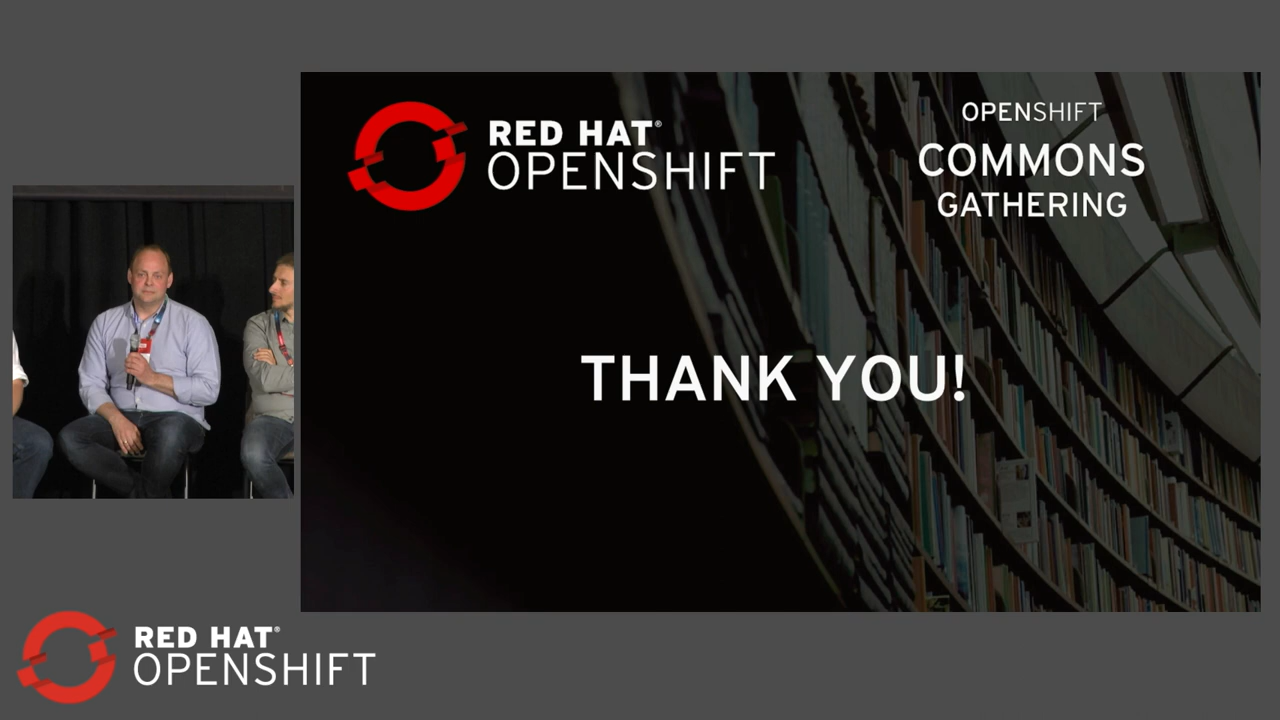 RED HAT®
OPENSHIFT
OPENSHIFT
COMMONS
GATHERING
THANK YOU!
RED HAT®
OPENSHIFT